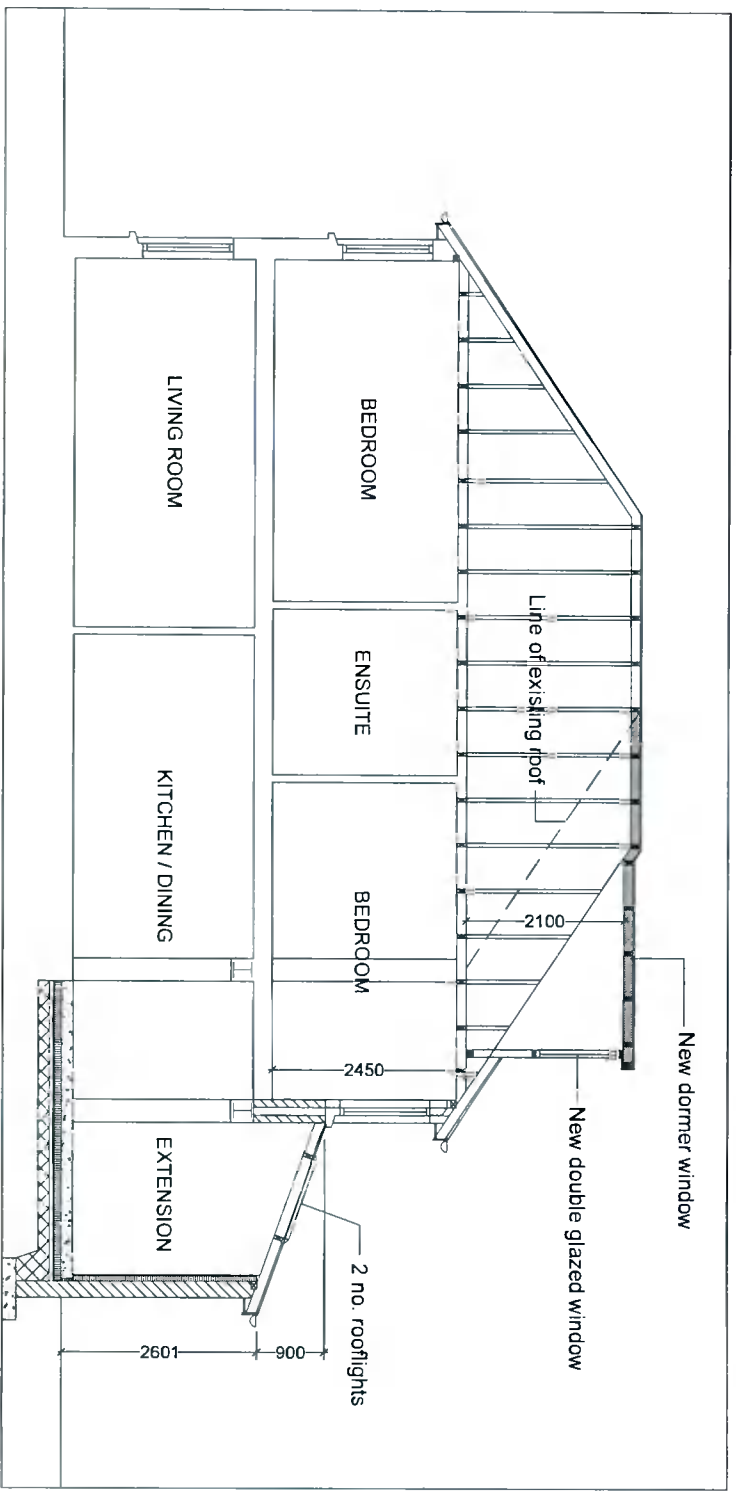 New dormer window
New double glazed window
2 no. rooflights
Line of existing roof
2100
BEDROOM
ENSUITE
BEDROOM
2450
LIVING ROOM
KITCHEN / DINING
EXTENSION
900
2601